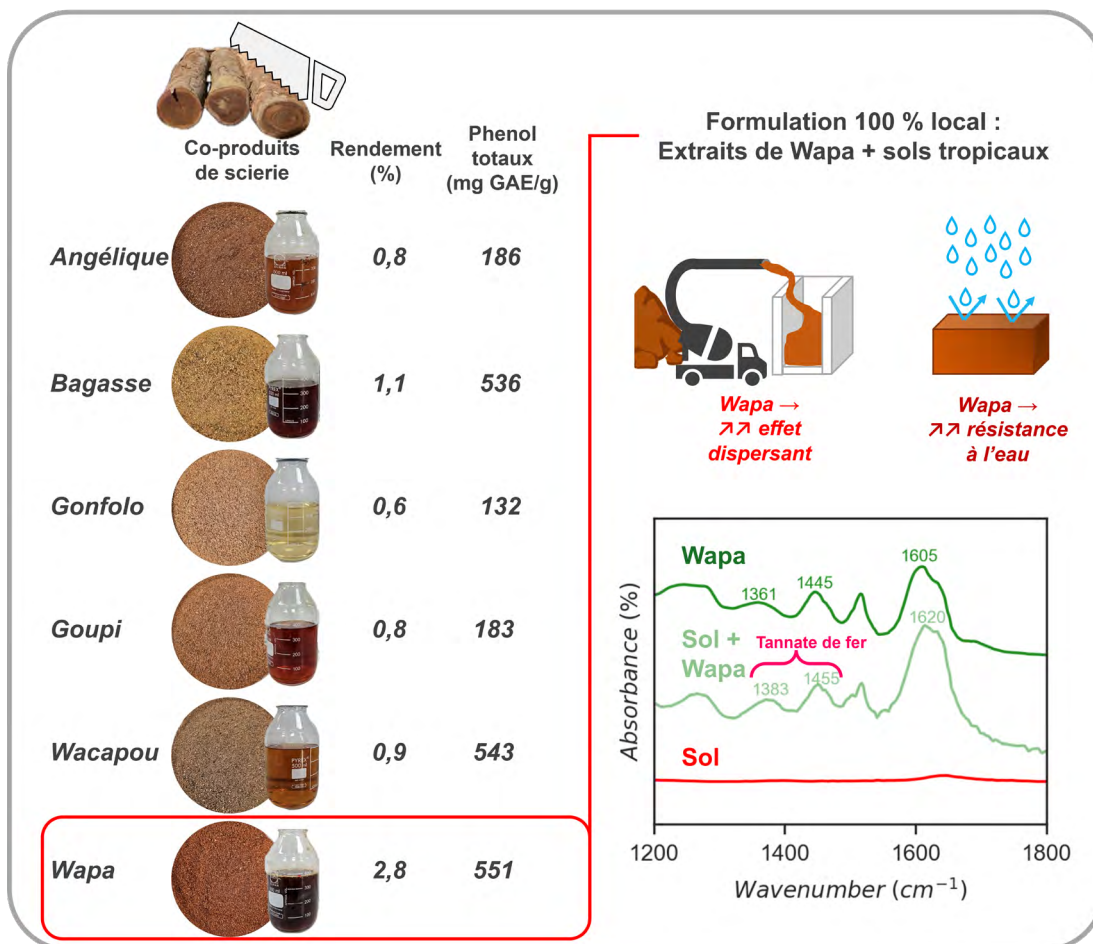 Co-produits
de scierie
Rendement
(%)
Phenol
totaux
(mg GAE/g)
Angélique
0,8
186
Bagasse
1,1
536
Gonfolo
0,6
132
Goupi
0,8
183
Wacapou
0,9
543
Wapa
2,8
551
Formulation 100 % local :
Extraits de Wapa + sols tropicaux
Wapa →
↗↗ effet
dispersant
Wapa →
↗↗ résistance
à l'eau
Wapa
1361
1445
1605
Sol +
Wapa
Tannate de fer
1383
1455
1620
Sol
Absorbance (%)
1200
1400
1600
1800
Wavenumber (cm⁻¹)